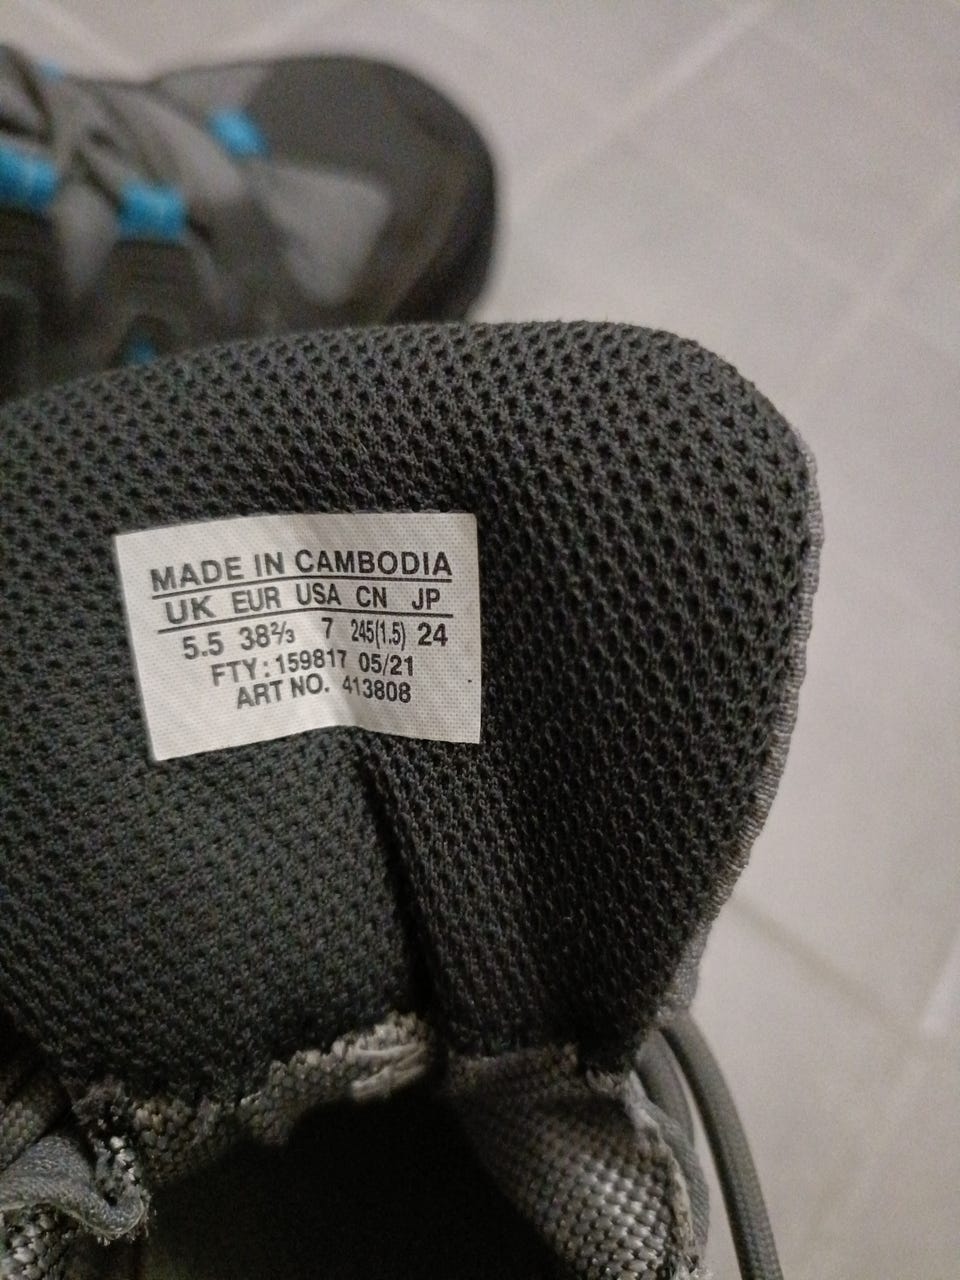 MADE IN CAMBODIA
UK EUR USA CN JP
5.5 38⅔ 7 245(1.5) 24
FTY: 159817 05/21
ART NO. 413808